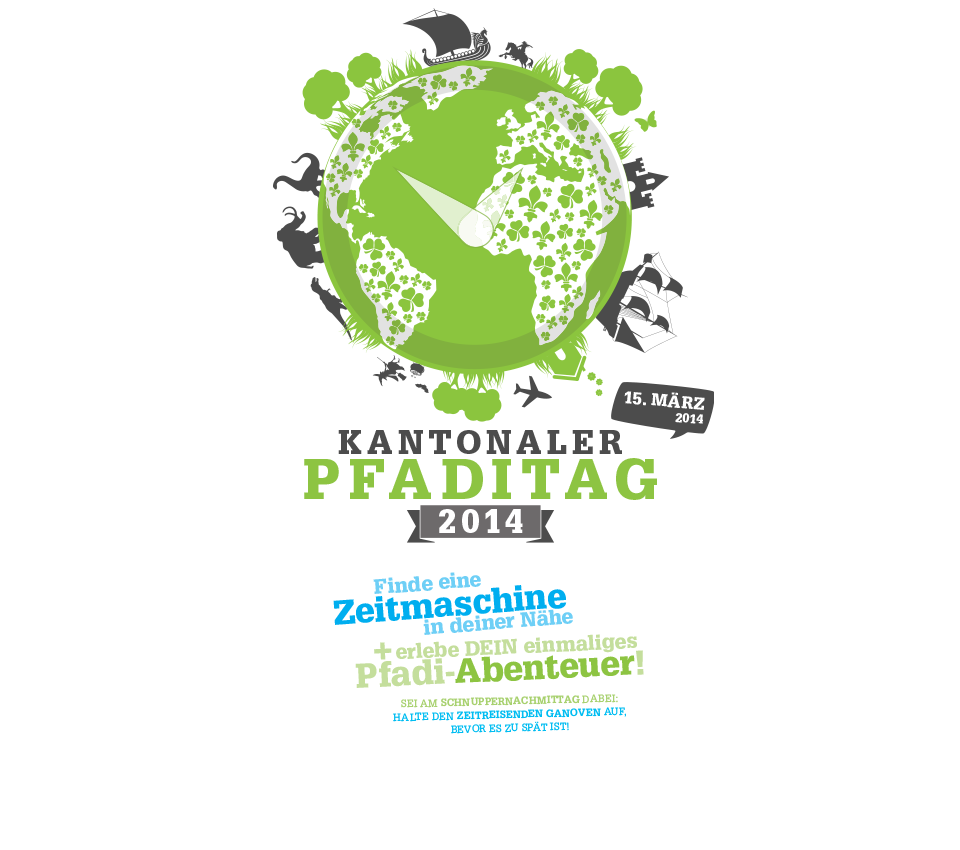 15. MÄRZ
2014
KANTONALER
PFADITAG
2014
Finde eine
Zeitmaschine
in deiner Nähe
+ erlebe DEIN einmaliges
Pfadi-Abenteuer!
SEI AM SCHNUPPERNACHMITTAG DABEI:
HALTE DEN ZEITREISENDEN GANOVEN AUF,
BEVOR ES ZU SPÄT IST!